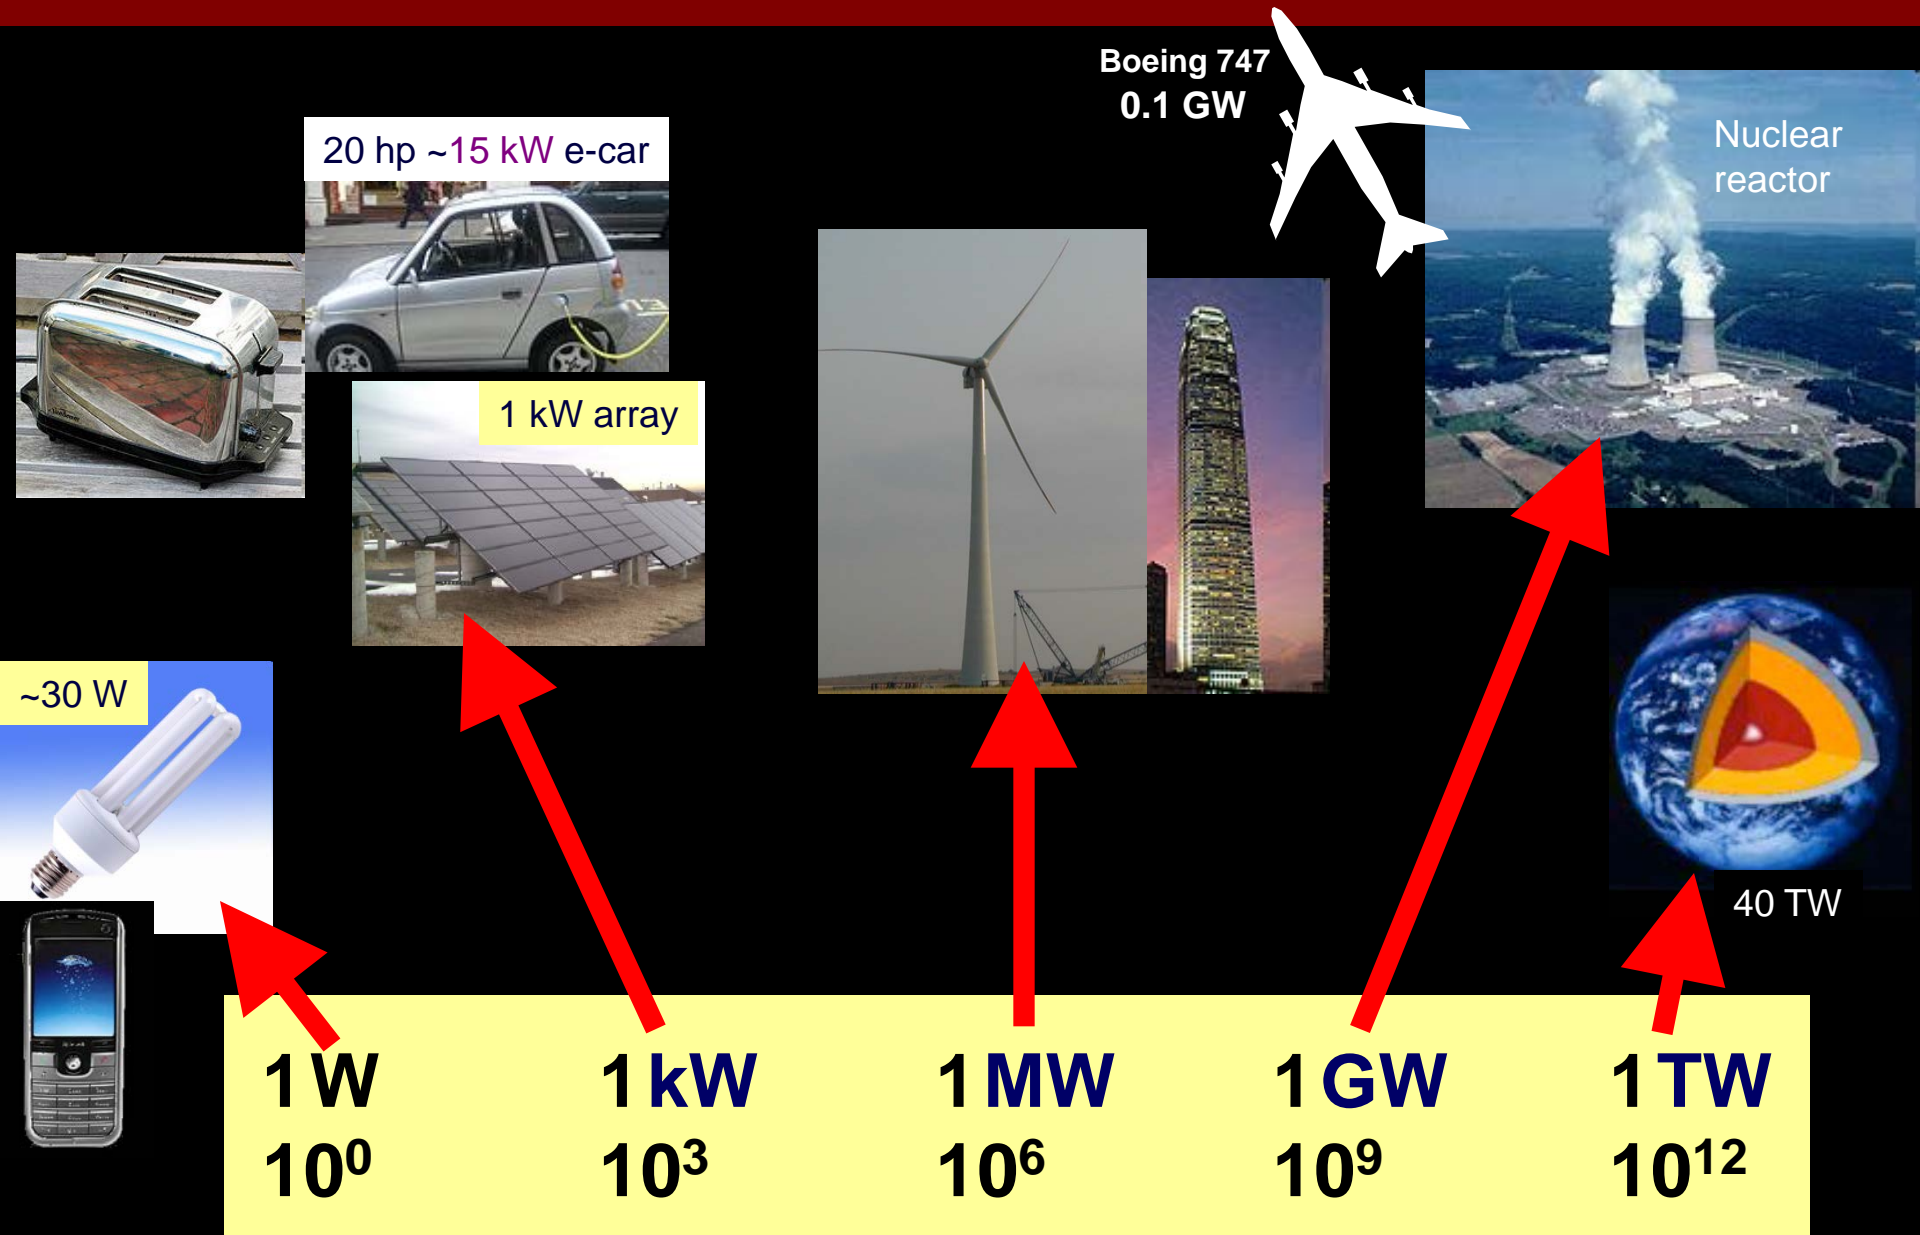 Boeing 747
0.1 GW
Nuclear
reactor
20 hp ~15 kW e-car
1 kW array
~30 W
40 TW
1 W 1 kW 1 MW 1 GW 1 TW
10⁰ 10³ 10⁶ 10⁹ 10¹²